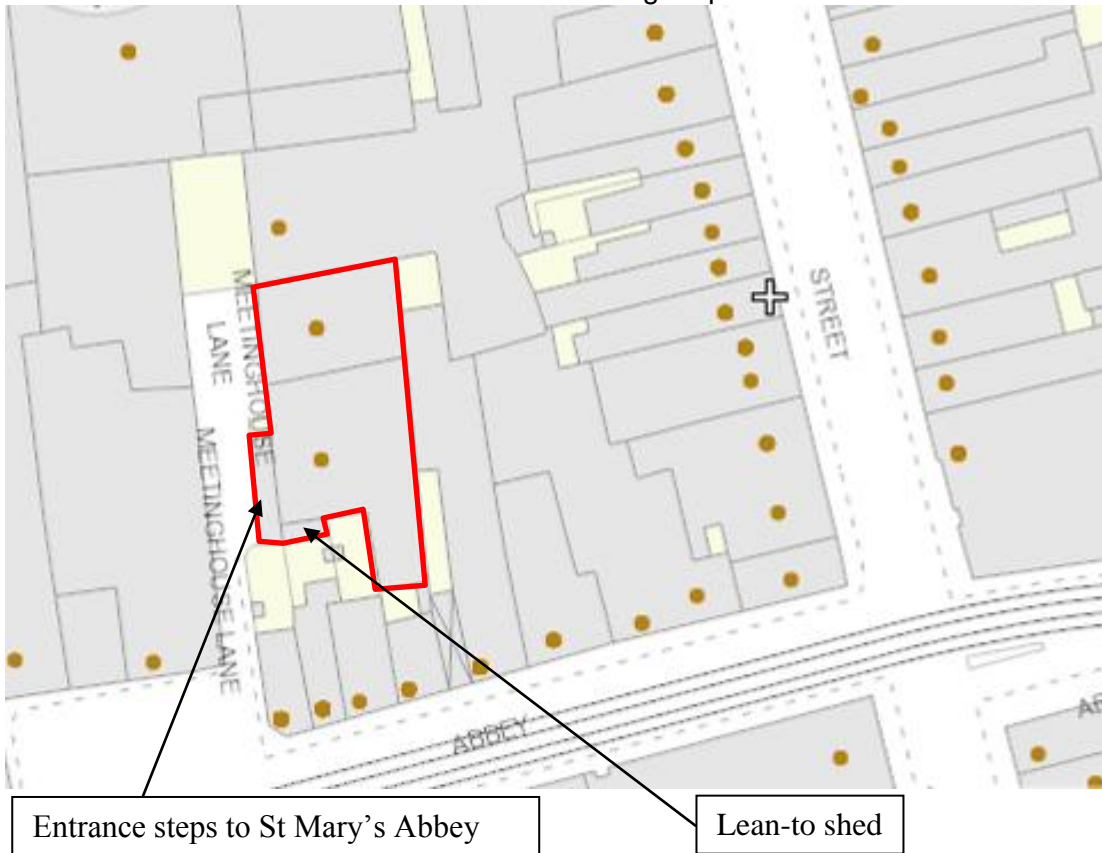 MEETINGHOUSE
LANE
MEETINGHOUSE LANE
STREET
ABBEY
Entrance steps to St Mary’s Abbey
Lean-to shed